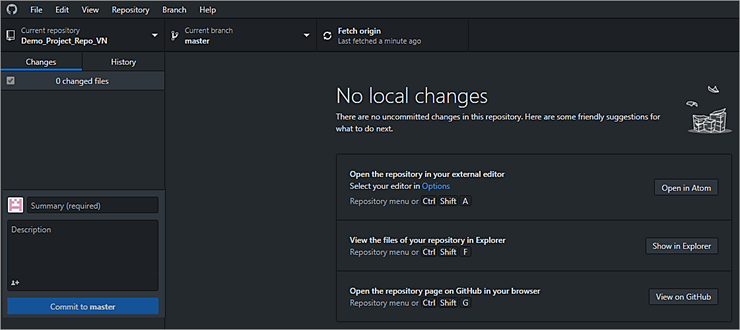 File Edit View Repository Branch Help
Current repository
Demo_Project_Repo_VN
Current branch
master
Fetch origin
Last fetched a minute ago
Changes History
0 changed files
No local changes
There are no uncommitted changes in this repository. Here are some friendly suggestions for
what to do next.
Open the repository in your external editor
Select your editor in Options
Repository menu or Ctrl Shift A
Open in Atom
View the files of your repository in Explorer
Repository menu or Ctrl Shift F
Show in Explorer
Open the repository page on GitHub in your browser
Repository menu or Ctrl Shift G
View on GitHub
Summary (required)
Description
Commit to master